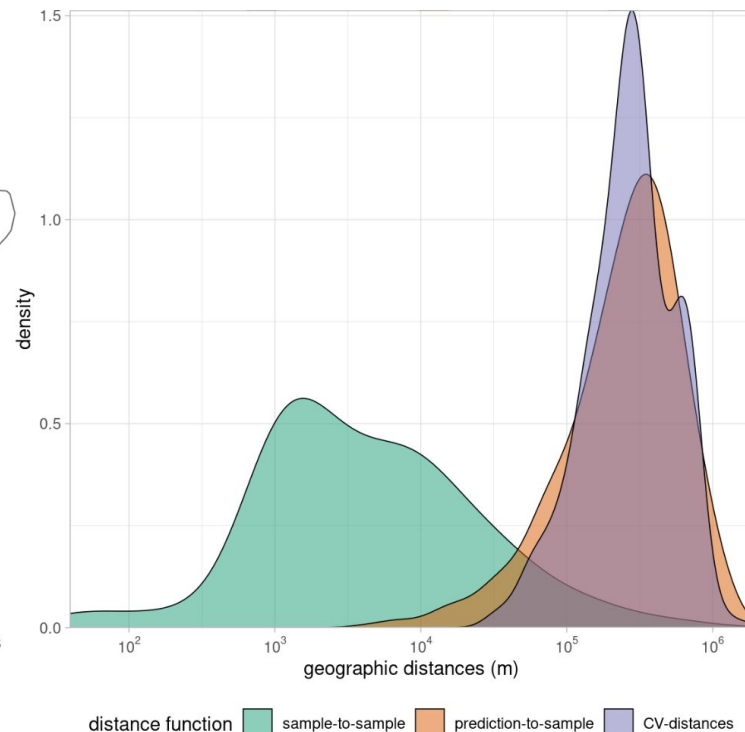 1.5
1.0
0.5
0.0
density
10² 10³ 10⁴ 10⁵ 10⁶
geographic distances (m)
distance function sample-to-sample prediction-to-sample CV-distances